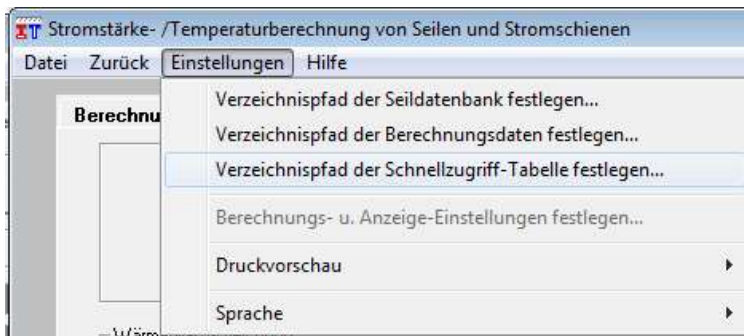 Stromstärke- /Temperaturberechnung von Seilen und Stromschienen
Datei Zurück Einstellungen Hilfe
Verzeichnispfad der Seildatenbank festlegen...
Berechnu
Verzeichnispfad der Berechnungsdaten festlegen...
Verzeichnispfad der Schnellzugriff-Tabelle festlegen...
Berechnungs- u. Anzeige-Einstellungen festlegen...
Druckvorschau
Sprache